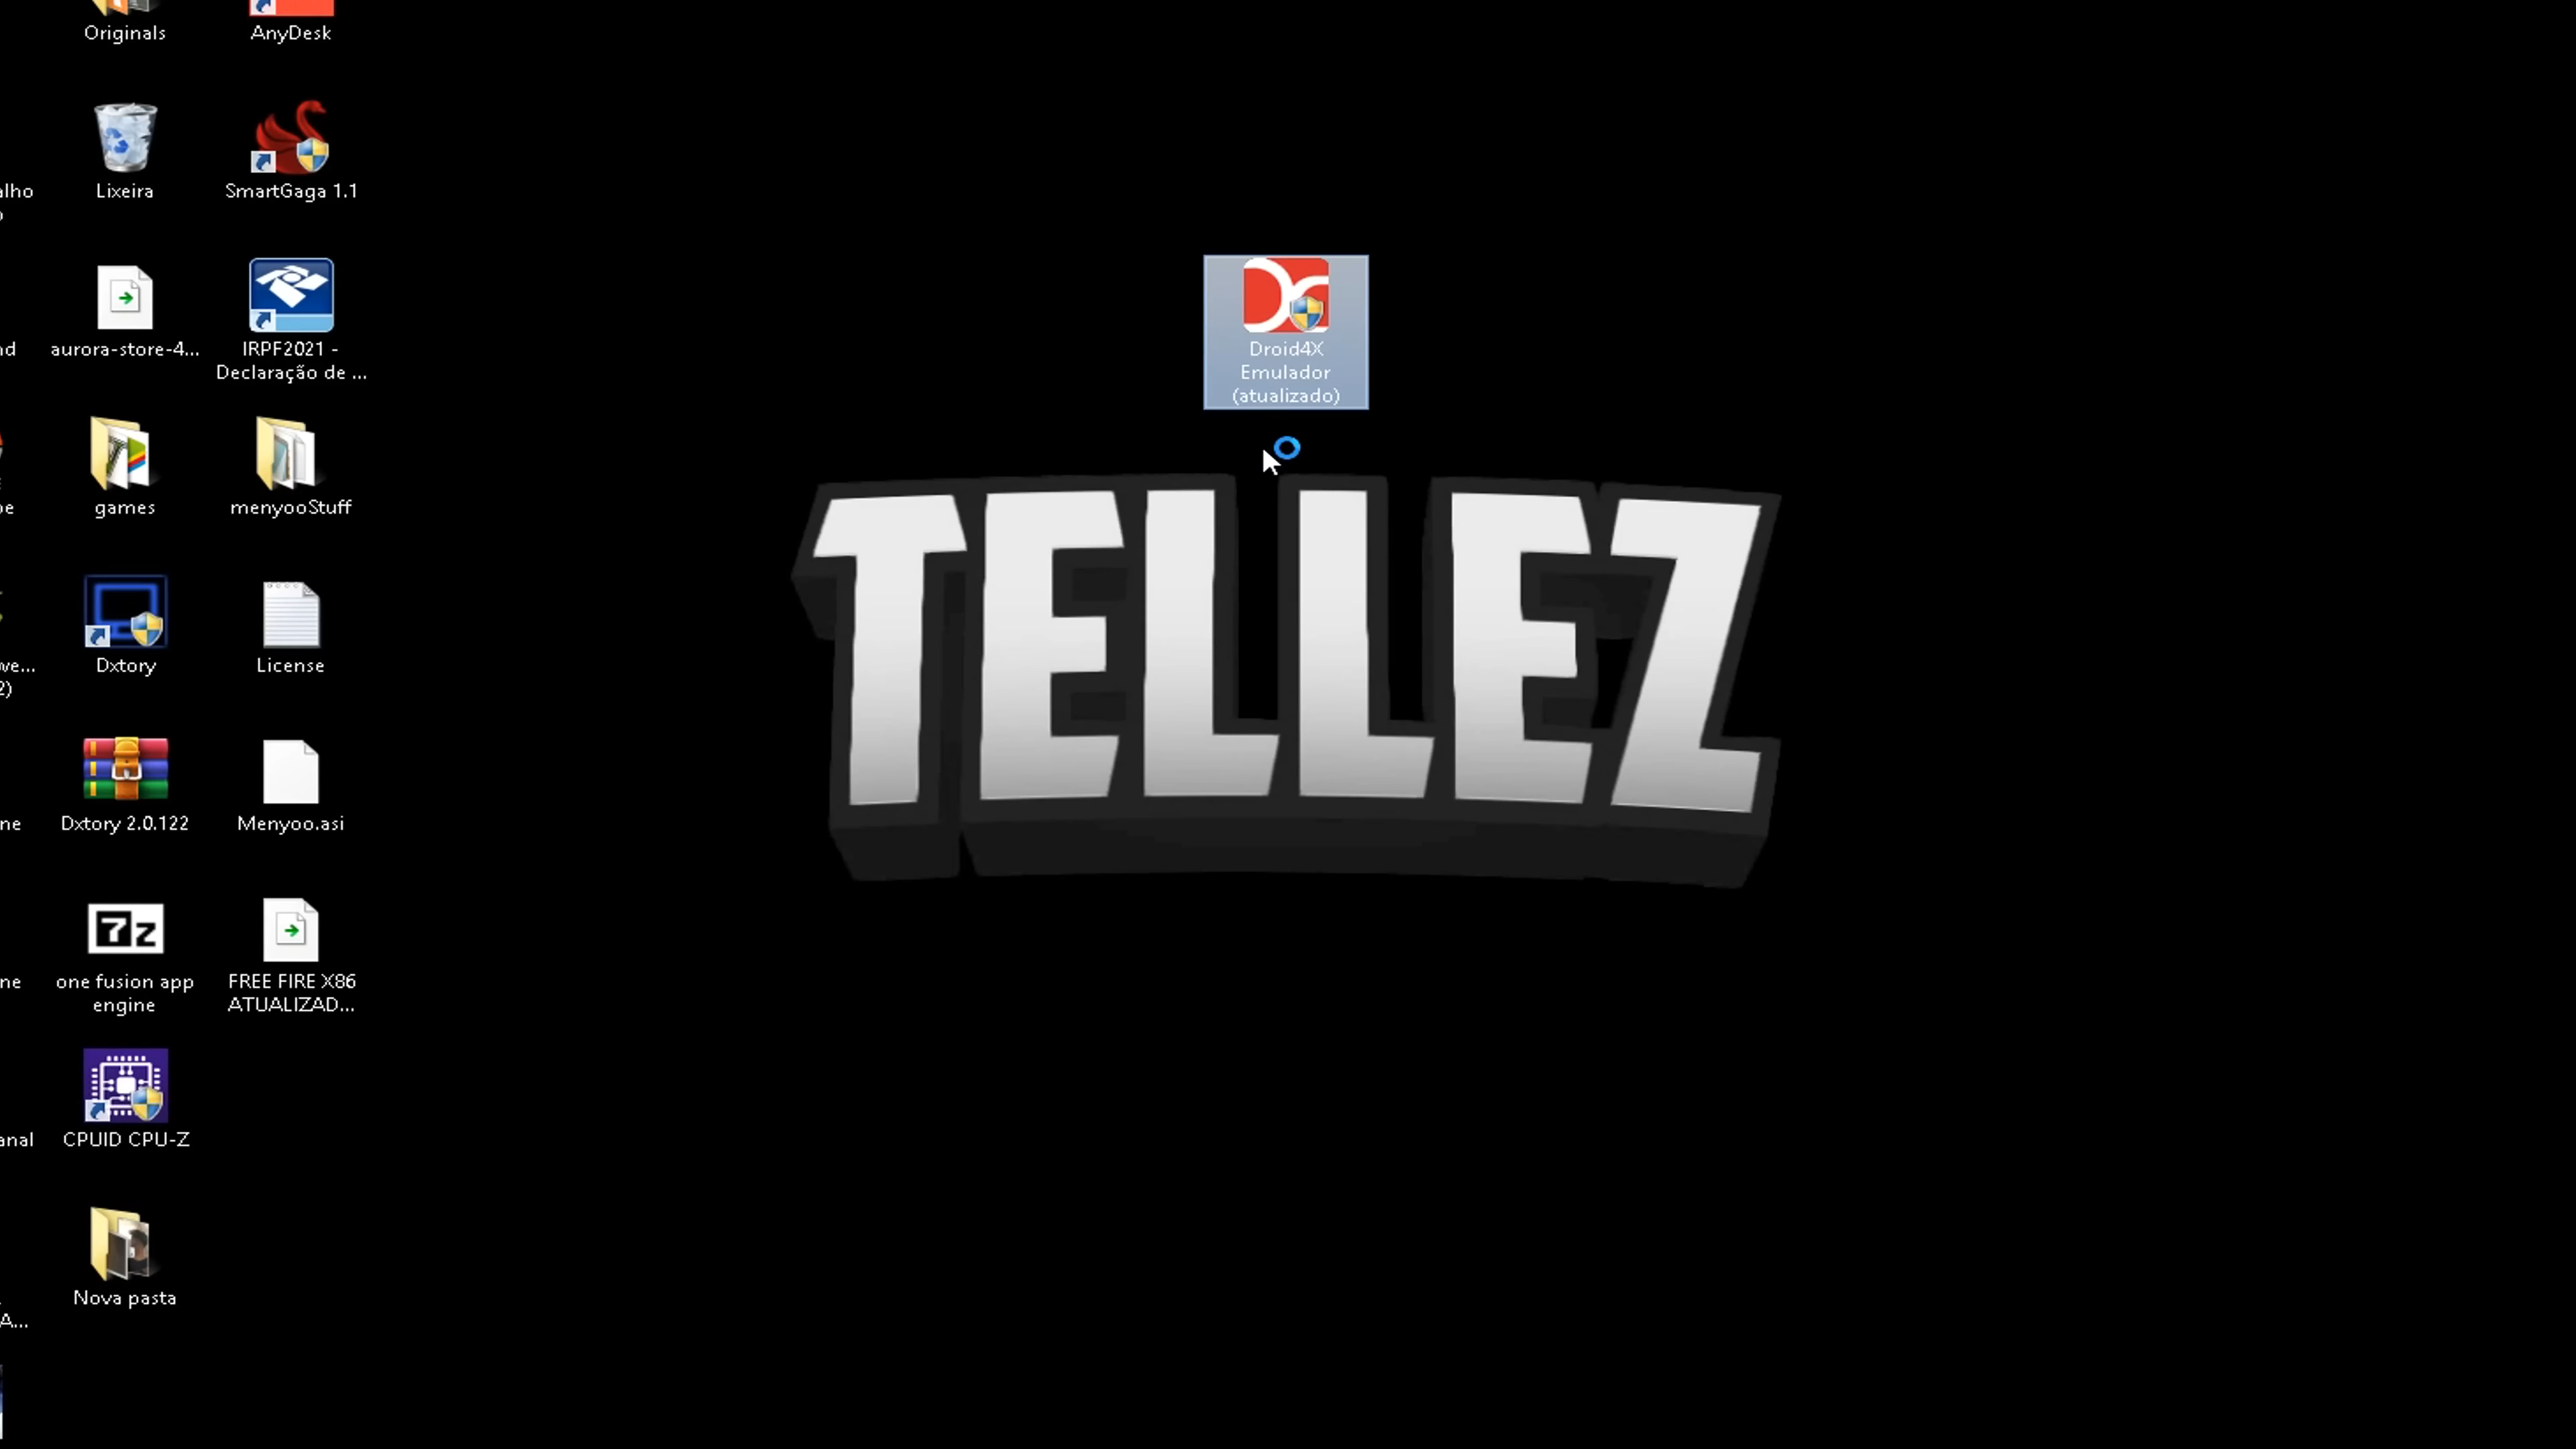 Originals
AnyDesk
Lixeira
SmartGaga 1.1
aurora-store-4...
IRPF2021 -
Declaração de ...
games
menyooStuff
Dxtory
License
Dxtory 2.0.122
Menyoo.asi
7z
one fusion app
engine
FREE FIRE X86
ATUALIZAD...
CPUID CPU-Z
Nova pasta
Droid4X
Emulador
(atualizado)
TELLEZ